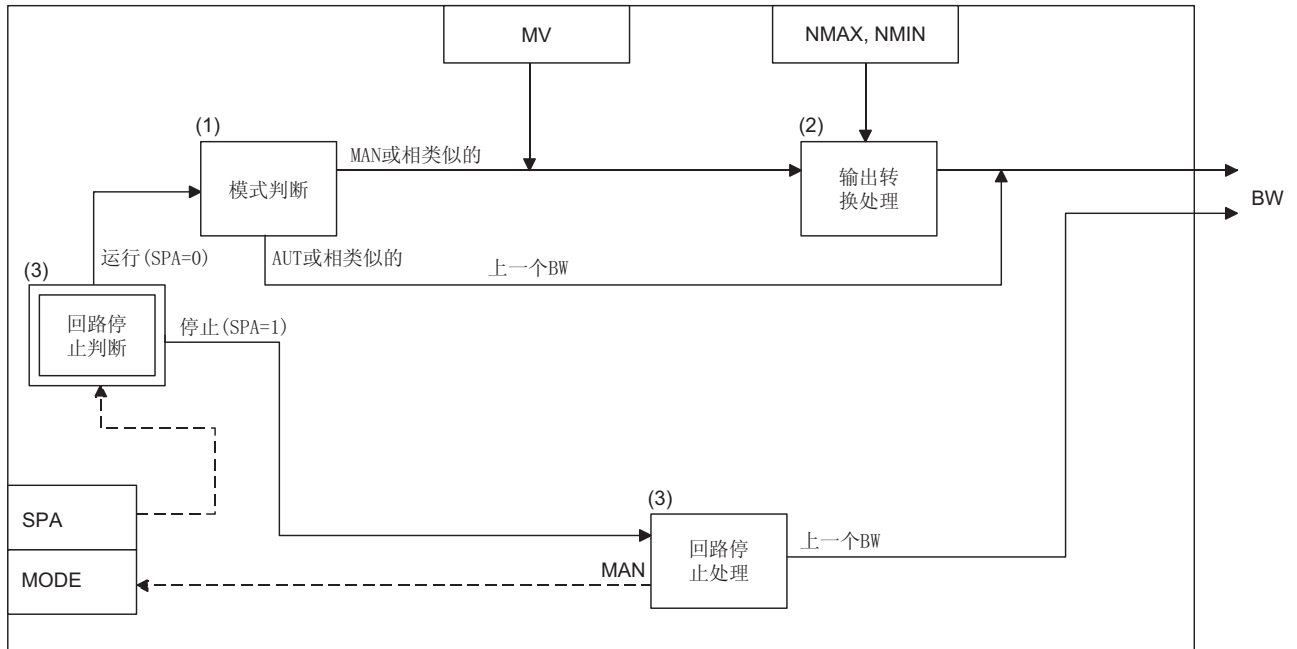 MV
NMAX, NMIN
(1)
(2)
模式判断
MAN或相类似的
输出转
换处理
BW
运行(SPA=0)
AUT或相类似的
上一个BW
(3)
回路停
止判断
停止(SPA=1)
SPA
MODE
(3)
回路停
止处理
上一个BW
MAN